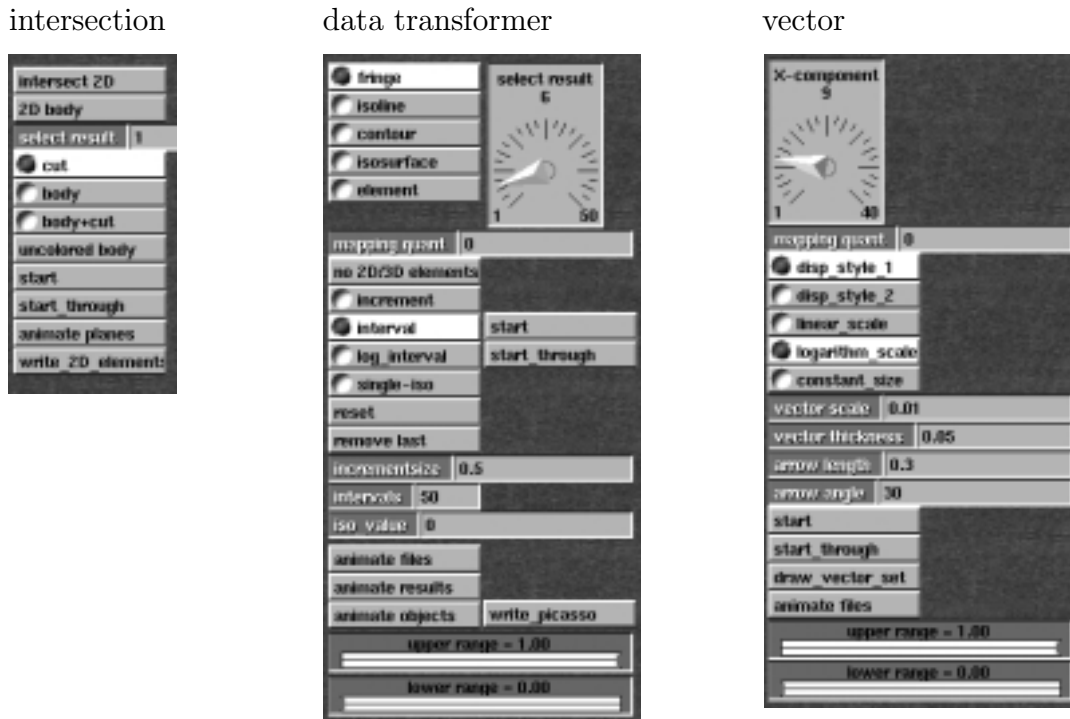 intersection
intersect 2D
2D body
select result 1
cut
body
body+cut
uncolored body
start
start_through
animate planes
write_2D_elements
data transformer
fringe
isoline
contour
isosurface
element
select result
6
1 50
mapping quant. 0
no 2D/3D elements
increment
interval
start
log_interval
start_through
single-iso
reset
remove last
incrementsize 0.5
intervals 50
iso_value 0
animate files
animate results
animate objects
write_picasso
upper range = 1.00
lower range = 0.00
vector
X-component
9
1 40
mapping quant. 0
disp_style_1
disp_style_2
linear_scale
logarithm_scale
constant_size
vector scale 0.01
vector thickness 0.05
arrow length 0.3
arrow angle 30
start
start_through
draw_vector_set
animate files
upper range = 1.00
lower range = 0.00